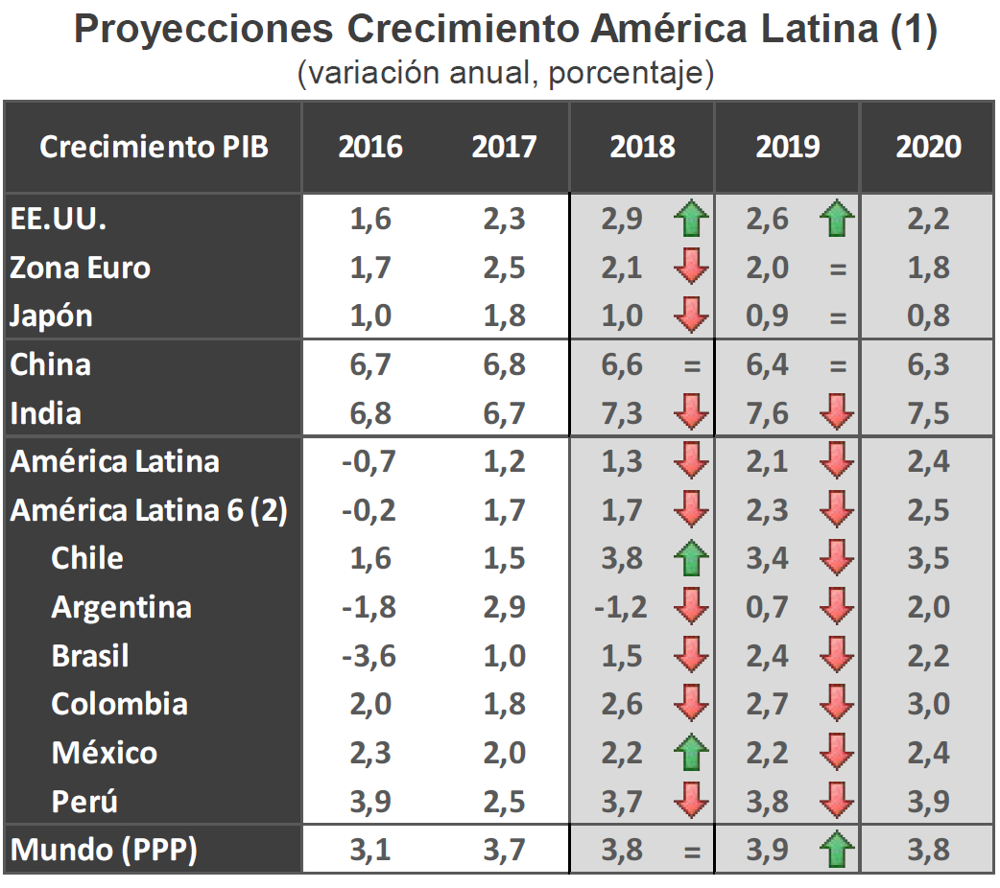 Proyecciones Crecimiento América Latina (1)
(variación anual, porcentaje)
Crecimiento PIB 2016 2017 2018 2019 2020
EE.UU. 1,6 2,3 2,9 2,6 2,2
Zona Euro 1,7 2,5 2,1 2,0 = 1,8
Japón 1,0 1,8 1,0 0,9 = 0,8
China 6,7 6,8 6,6 = 6,4 = 6,3
India 6,8 6,7 7,3 7,6 7,5
América Latina -0,7 1,2 1,3 2,1 2,4
América Latina 6 (2) -0,2 1,7 1,7 2,3 2,5
Chile 1,6 1,5 3,8 3,4 3,5
Argentina -1,8 2,9 -1,2 0,7 2,0
Brasil -3,6 1,0 1,5 2,4 2,2
Colombia 2,0 1,8 2,6 2,7 3,0
México 2,3 2,0 2,2 2,2 2,4
Perú 3,9 2,5 3,7 3,8 3,9
Mundo (PPP) 3,1 3,7 3,8 = 3,9 3,8